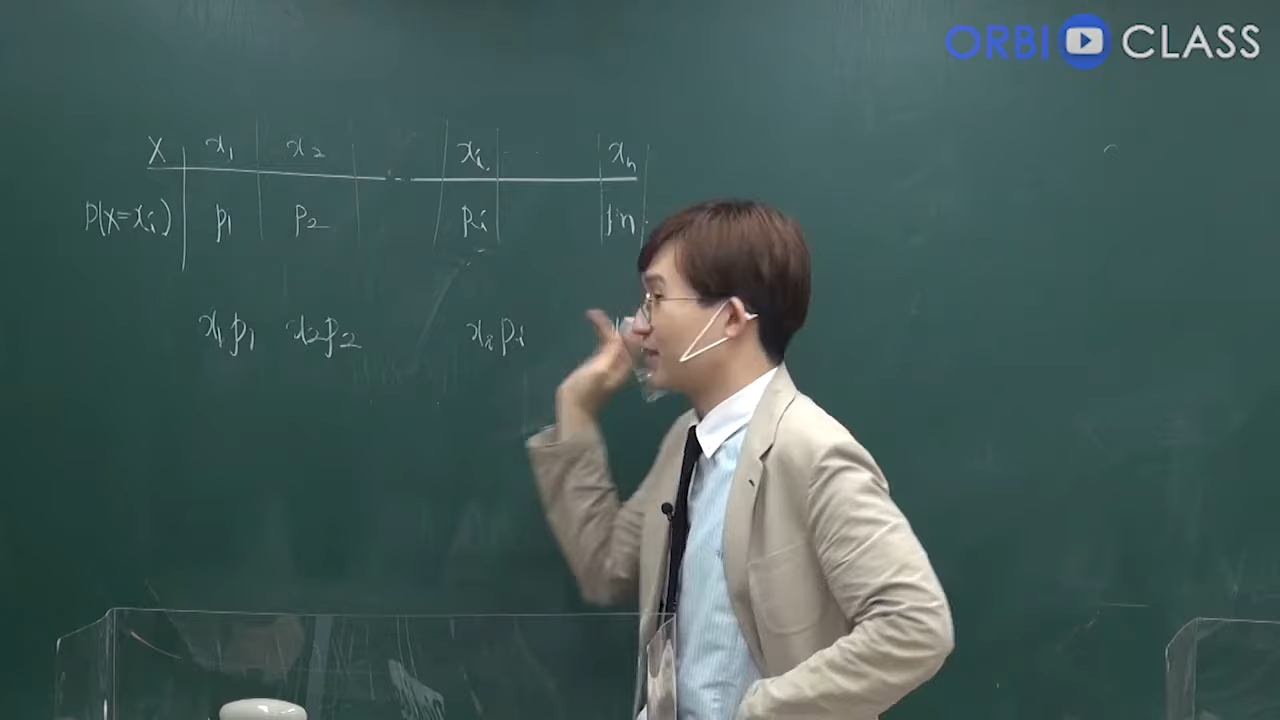 ORBI CLASS
X x₁ x₂ ... xᵢ ... xₙ
P(X=xᵢ) p₁ p₂ pᵢ pₙ
x₁p₁ x₂p₂ xᵢpᵢ